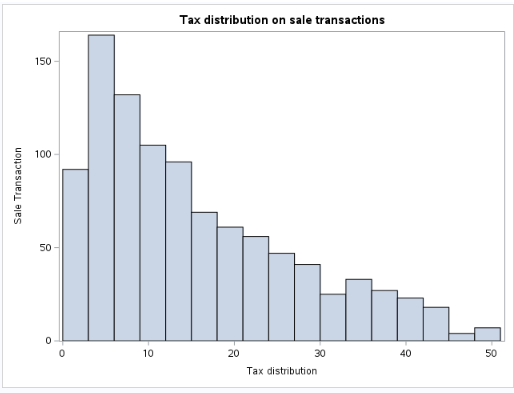 Tax distribution on sale transactions
150
100
50
0
Sale Transaction
0 10 20 30 40 50
Tax distribution